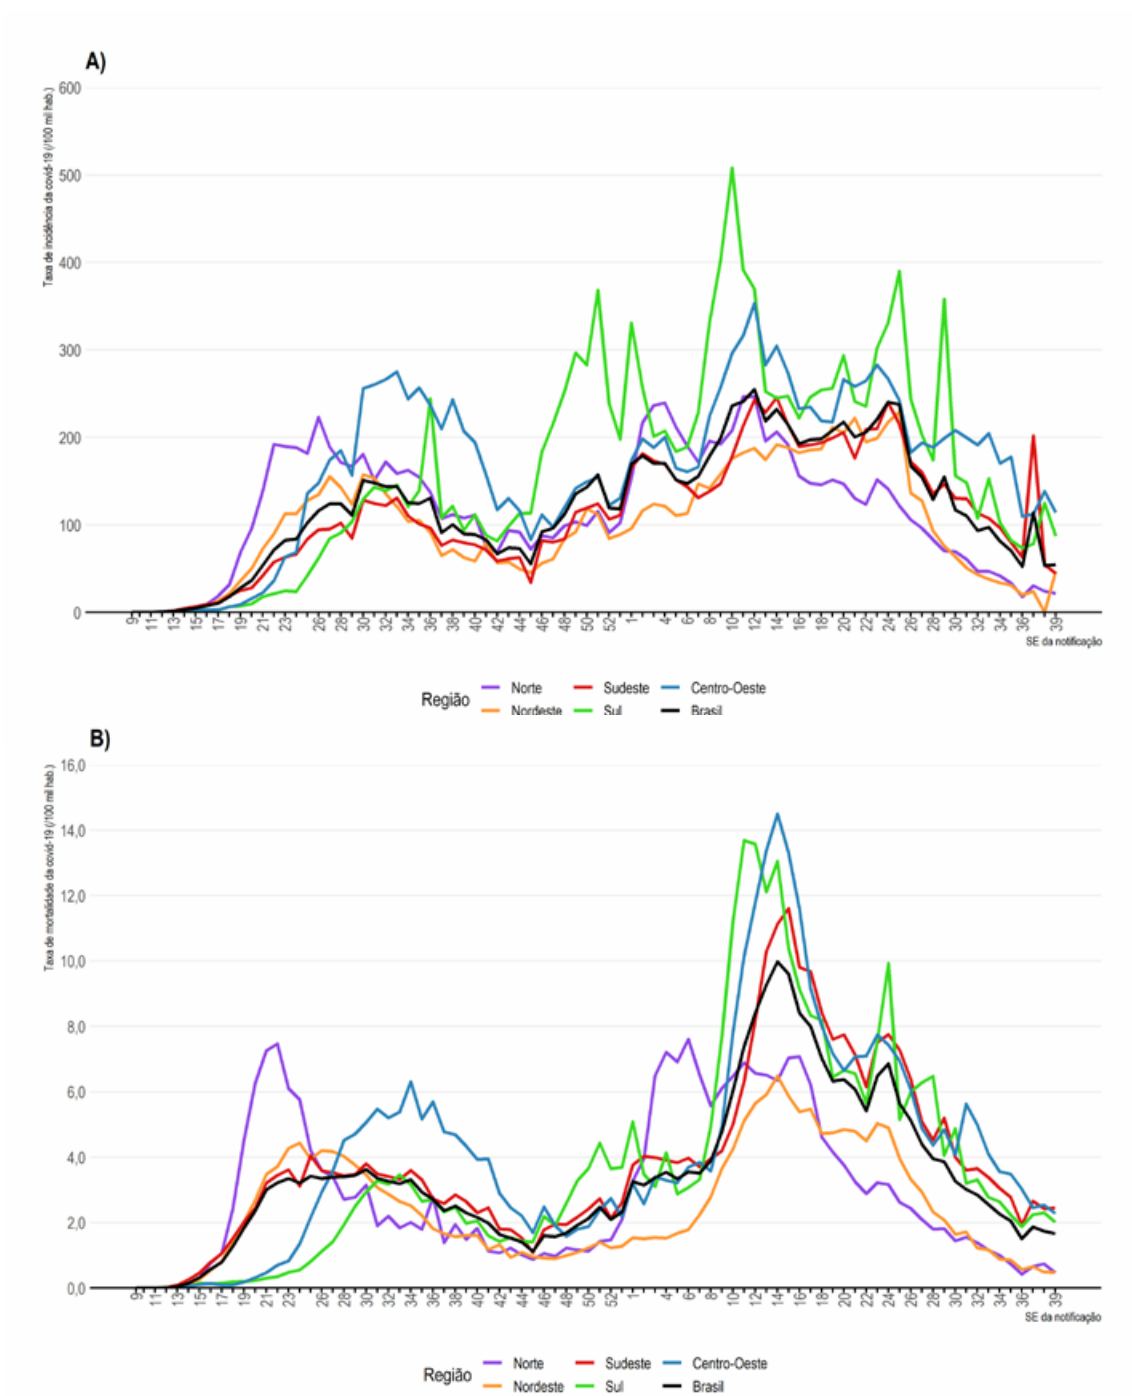 A)
Taxa de incidência da covid-19 (/100 mil hab.)
600
500
400
300
200
100
0
9 11 13 15 17 19 21 23 26 28 30 32 34 36 38 40 42 44 46 48 50 52 1 4 6 8 10 12 14 16 18 20 22 24 26 28 30 32 34 36 39
SE da notificação
Região Norte Sudeste Centro-Oeste
Nordeste Sul Brasil
B)
Taxa de mortalidade da covid-19 (/100 mil hab.)
16,0
14,0
12,0
10,0
8,0
6,0
4,0
2,0
0,0
9 11 13 15 17 19 21 23 26 28 30 32 34 36 38 40 42 44 46 48 50 52 1 4 6 8 10 12 14 16 18 20 22 24 26 28 30 32 34 36 39
SE da notificação
Região Norte Sudeste Centro-Oeste
Nordeste Sul Brasil